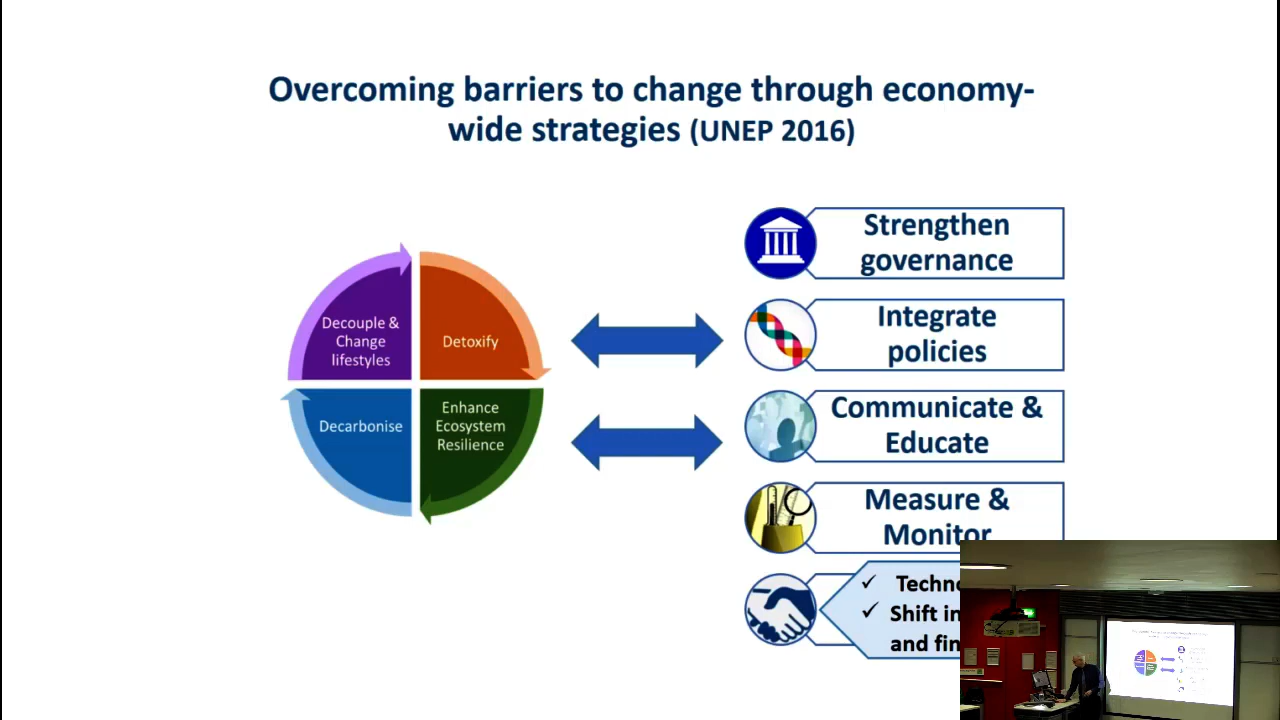 Overcoming barriers to change through economy-
wide strategies (UNEP 2016)
Decouple &
Change
lifestyles
Detoxify
Decarbonise
Enhance
Ecosystem
Resilience
Strengthen
governance
Integrate
policies
Communicate &
Educate
Measure &
Monitor
✓ Techno
✓ Shift in
and fin